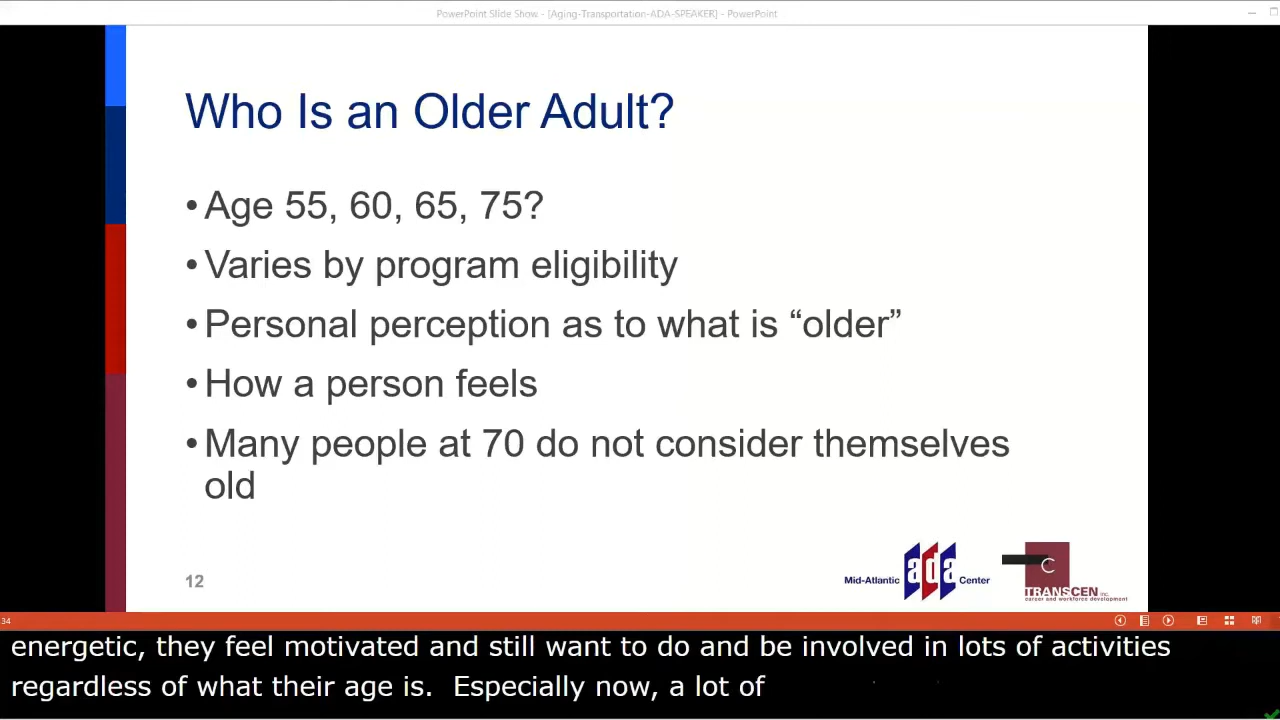 PowerPoint Slide Show - [Aging-Transportation-ADA-SPEAKER] - PowerPoint
Who Is an Older Adult?
•Age 55, 60, 65, 75?
•Varies by program eligibility
•Personal perception as to what is “older”
•How a person feels
•Many people at 70 do not consider themselves
old
12
Mid-Atlantic ada Center
C
TRANSCEN inc.
career and workforce development
34
energetic, they feel motivated and still want to do and be involved in lots of activities
regardless of what their age is.  Especially now, a lot of